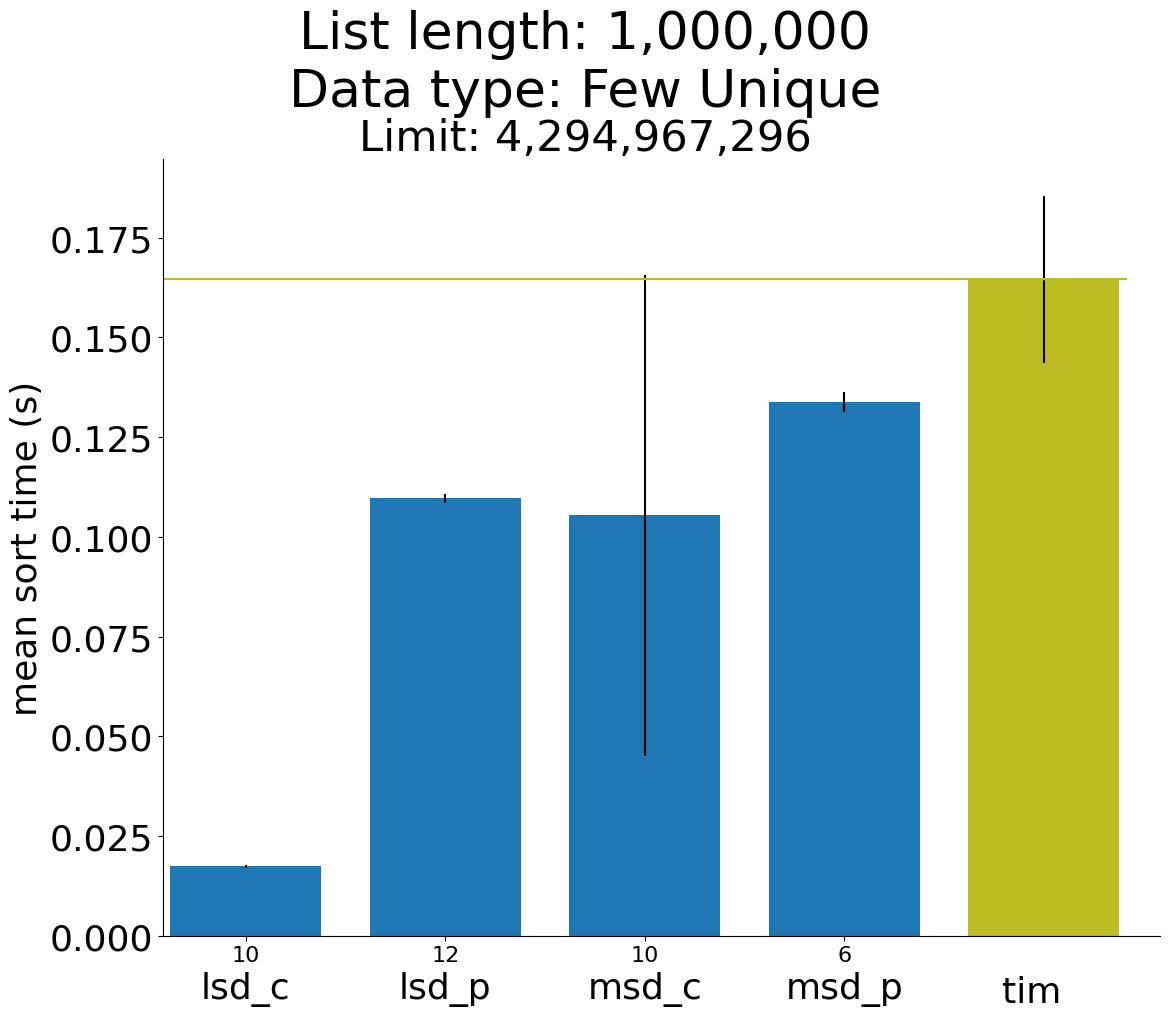 List length: 1,000,000
Data type: Few Unique
Limit: 4,294,967,296
mean sort time (s)
0.175
0.150
0.125
0.100
0.075
0.050
0.025
0.000
10 12 10 6
lsd_c lsd_p msd_c msd_p tim